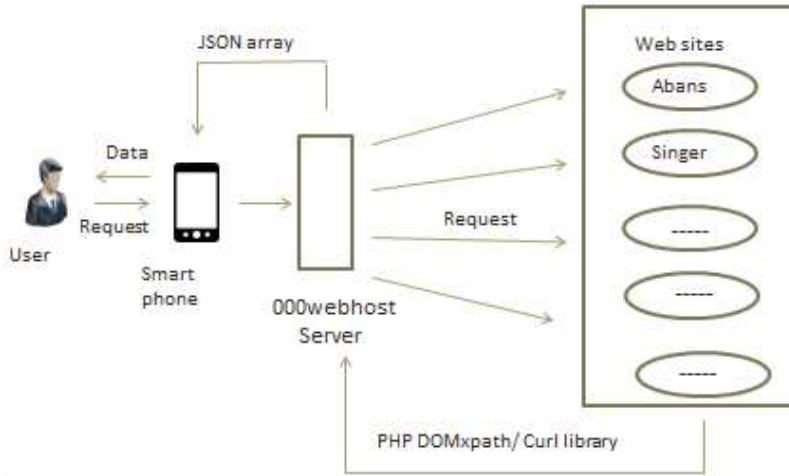 JSON array
Web sites
Abans
Data
Singer
Request
Request
-----
User
Smart
phone
-----
000webhost
Server
-----
PHP DOMxpath/ Curl library